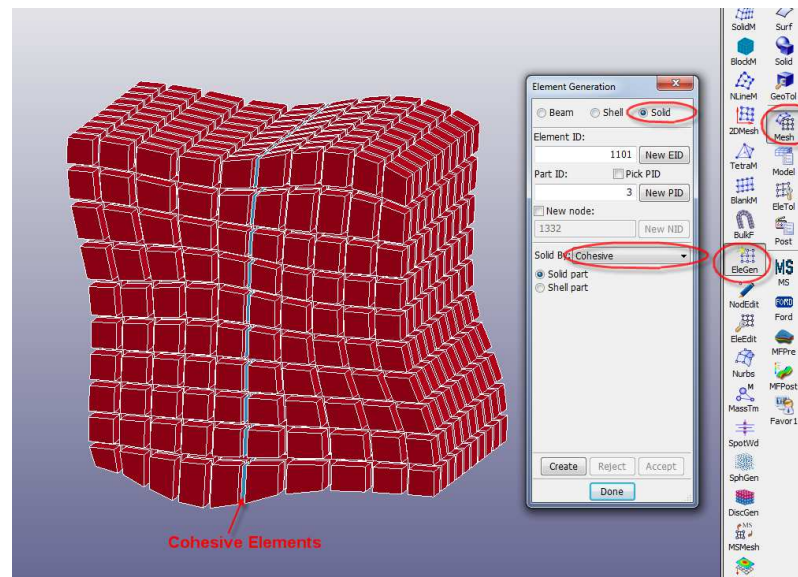 Element Generation
Beam Shell Solid
Element ID:
1101 New EID
Part ID: Pick PID
3 New PID
New node:
1332 New NID
Solid By: Cohesive
Solid part
Shell part
Create Reject Accept
Done
Cohesive Elements
SolidM Surf
BlockM Solid
NLineM GeoTol
2DMesh Mesh
TetraM Model
BlankM EleTol
BulkF Post
EleGen MS
MS
NodEdit Ford
EleEdit MFPre
Nurbs MFPost
MassTm Favor1
SpotWd
SphGen
DiscGen
MSMesh